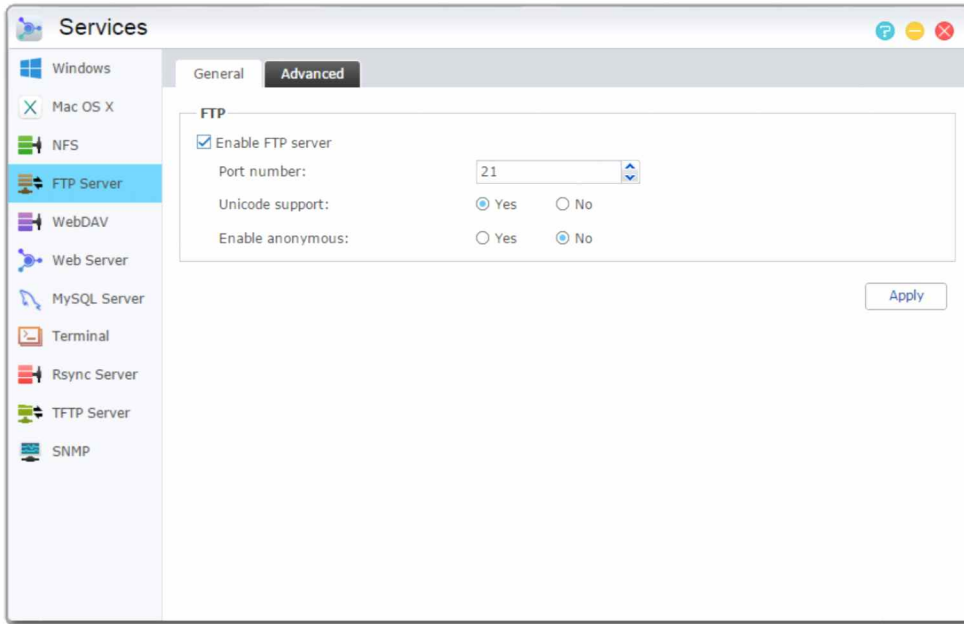 Services
Windows
Mac OS X
NFS
FTP Server
WebDAV
Web Server
MySQL Server
Terminal
Rsync Server
TFTP Server
SNMP
General Advanced
FTP
Enable FTP server
Port number: 21
Unicode support: Yes No
Enable anonymous: Yes No
Apply